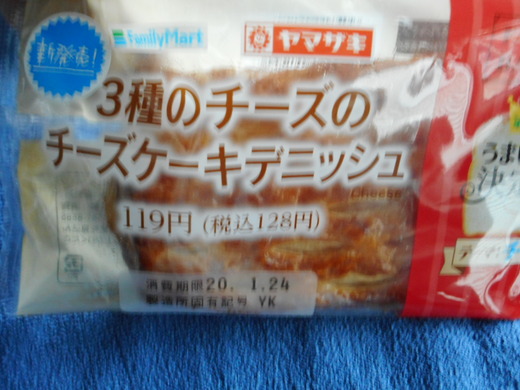 新発売!
FamilyMart
ヤマザキ
3種のチーズの
チーズケーキデニッシュ
Cheese
119円(税込128円)
消費期限20. 1.24
製造所固有記号 YK